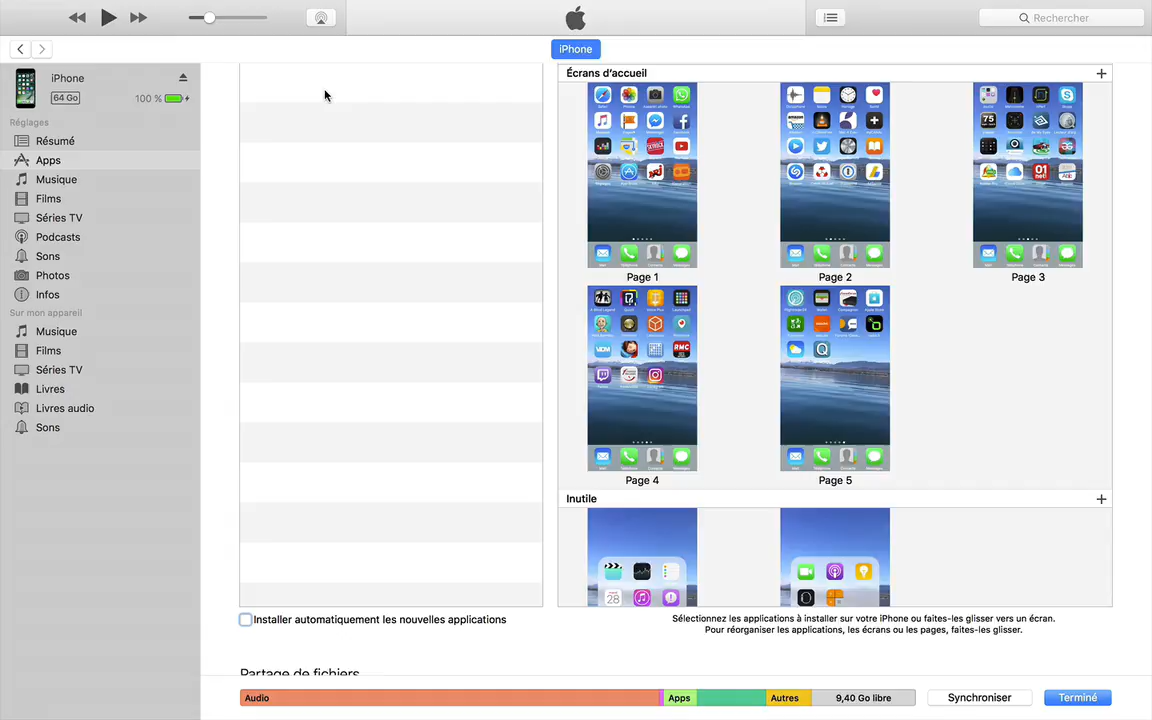 Rechercher
iPhone
iPhone
64 Go
100 %
Réglages
Résumé
Apps
Musique
Films
Séries TV
Podcasts
Sons
Photos
Infos
Sur mon appareil
Musique
Films
Séries TV
Livres
Livres audio
Sons
Installer automatiquement les nouvelles applications
Partage de fichiers
Écrans d’accueil
Page 1
Page 2
Page 3
Page 4
Page 5
Inutile
Sélectionnez les applications à installer sur votre iPhone ou faites-les glisser vers un écran.
Pour réorganiser les applications, les écrans ou les pages, faites-les glisser.
Audio
Apps
Autres
9,40 Go libre
Synchroniser
Terminé